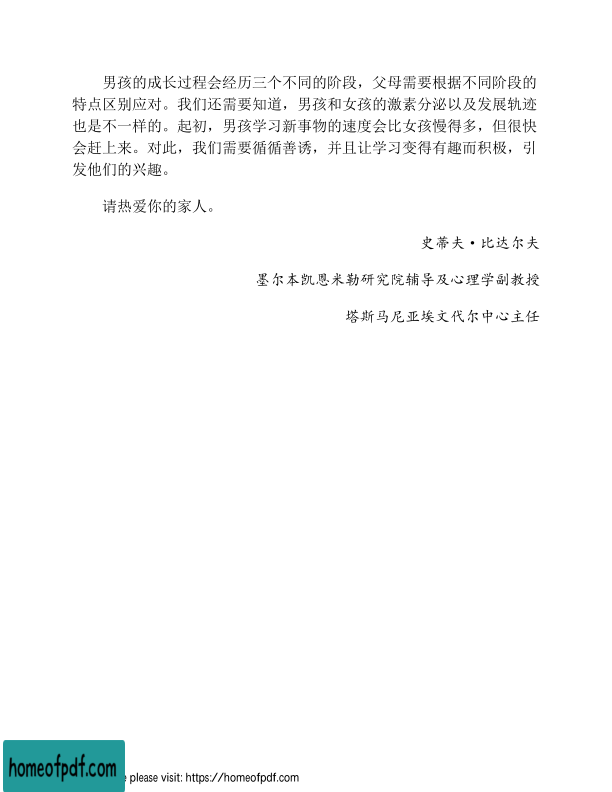 男孩的成长过程会经历三个不同的阶段，父母需要根据不同阶段的
特点区别应对。我们还需要知道，男孩和女孩的激素分泌以及发展轨迹
也是不一样的。起初，男孩学习新事物的速度会比女孩慢得多，但很快
会赶上来。对此，我们需要循循善诱，并且让学习变得有趣而积极，引
发他们的兴趣。
请热爱你的家人。
史蒂夫·比达尔夫
墨尔本凯恩米勒研究院辅导及心理学副教授
塔斯马尼亚埃文代尔中心主任
homeofpdf.com
please visit: https://homeofpdf.com